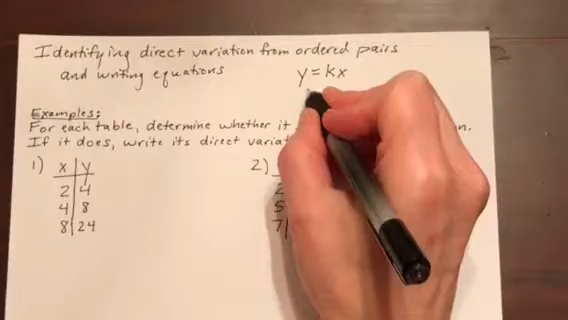 Identifying direct variation from ordered pairs
and writing equations
y = kx
Examples:
For each table, determine whether it
If it does, write its direct
1) x y
2 4
4 8
8 24
2)
2
5
7